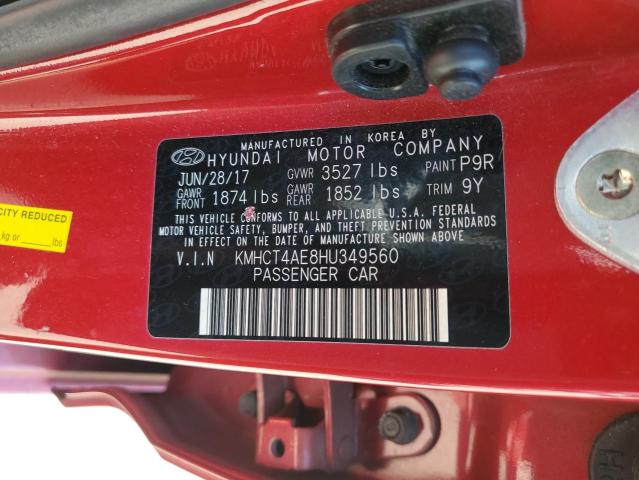 MANUFACTURED IN KOREA BY
HYUNDAI MOTOR COMPANY
JUN/28/17 GVWR 3527 lbs PAINT P9R
GAWR FRONT 1874 lbs GAWR REAR 1852 lbs TRIM 9Y
THIS VEHICLE CONFORMS TO ALL APPLICABLE U.S.A. FEDERAL
MOTOR VEHICLE SAFETY, BUMPER, AND THEFT PREVENTION STANDARDS
IN EFFECT ON THE DATE OF MANUFACTURE SHOWN ABOVE.
V.I.N KMHCT4AE8HU349560
PASSENGER CAR
CITY REDUCED
kg or lbs